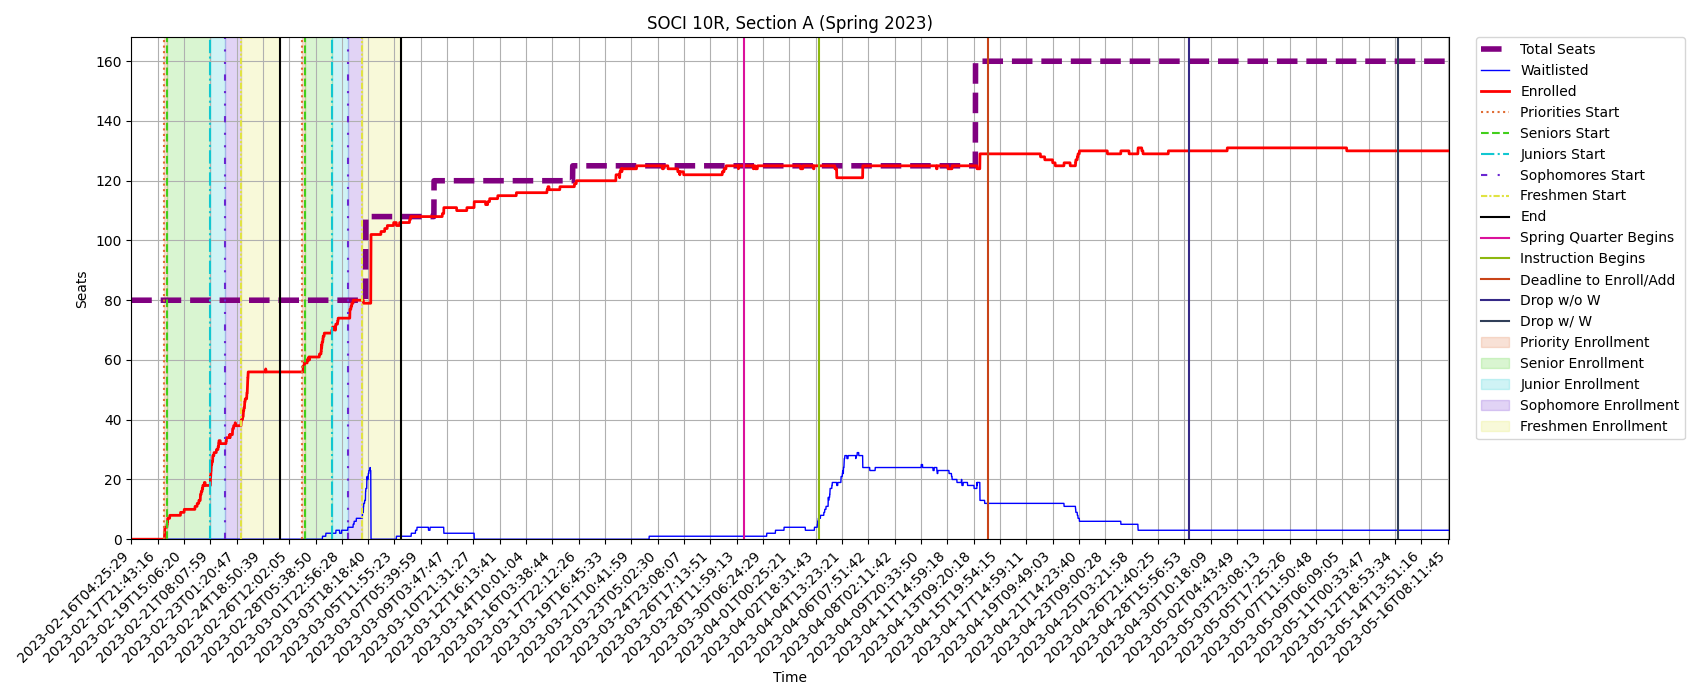 SOCI 10R, Section A (Spring 2023)
Seats
160
140
120
100
80
60
40
20
0
2023-02-16T04:25:29
2023-02-17T21:43:16
2023-02-19T15:06:20
2023-02-21T08:07:59
2023-02-23T01:20:47
2023-02-24T18:50:39
2023-02-26T12:02:05
2023-02-28T05:38:50
2023-03-01T22:56:28
2023-03-03T18:18:40
2023-03-05T11:55:23
2023-03-07T05:39:59
2023-03-09T03:47:47
2023-03-10T21:31:27
2023-03-12T16:13:41
2023-03-14T10:01:04
2023-03-16T03:38:44
2023-03-17T22:12:26
2023-03-19T16:45:33
2023-03-21T10:41:59
2023-03-23T05:02:30
2023-03-24T23:08:07
2023-03-26T17:13:51
2023-03-28T11:59:13
2023-03-30T06:24:29
2023-04-01T00:25:21
2023-04-02T18:31:43
2023-04-04T13:23:21
2023-04-06T07:51:42
2023-04-08T02:11:42
2023-04-09T20:33:50
2023-04-11T14:59:18
2023-04-13T09:20:18
2023-04-15T19:54:15
2023-04-17T14:59:11
2023-04-19T09:49:03
2023-04-21T14:23:40
2023-04-23T09:00:28
2023-04-25T03:21:58
2023-04-26T21:40:23
2023-04-28T15:56:53
2023-04-30T10:18:09
2023-05-02T04:43:49
2023-05-03T23:08:13
2023-05-05T17:25:26
2023-05-07T11:50:48
2023-05-09T06:09:05
2023-05-11T00:33:47
2023-05-12T18:53:34
2023-05-14T13:51:16
2023-05-16T08:11:45
Time
Total Seats
Waitlisted
Enrolled
Priorities Start
Seniors Start
Juniors Start
Sophomores Start
Freshmen Start
End
Spring Quarter Begins
Instruction Begins
Deadline to Enroll/Add
Drop w/o W
Drop w/ W
Priority Enrollment
Senior Enrollment
Junior Enrollment
Sophomore Enrollment
Freshmen Enrollment